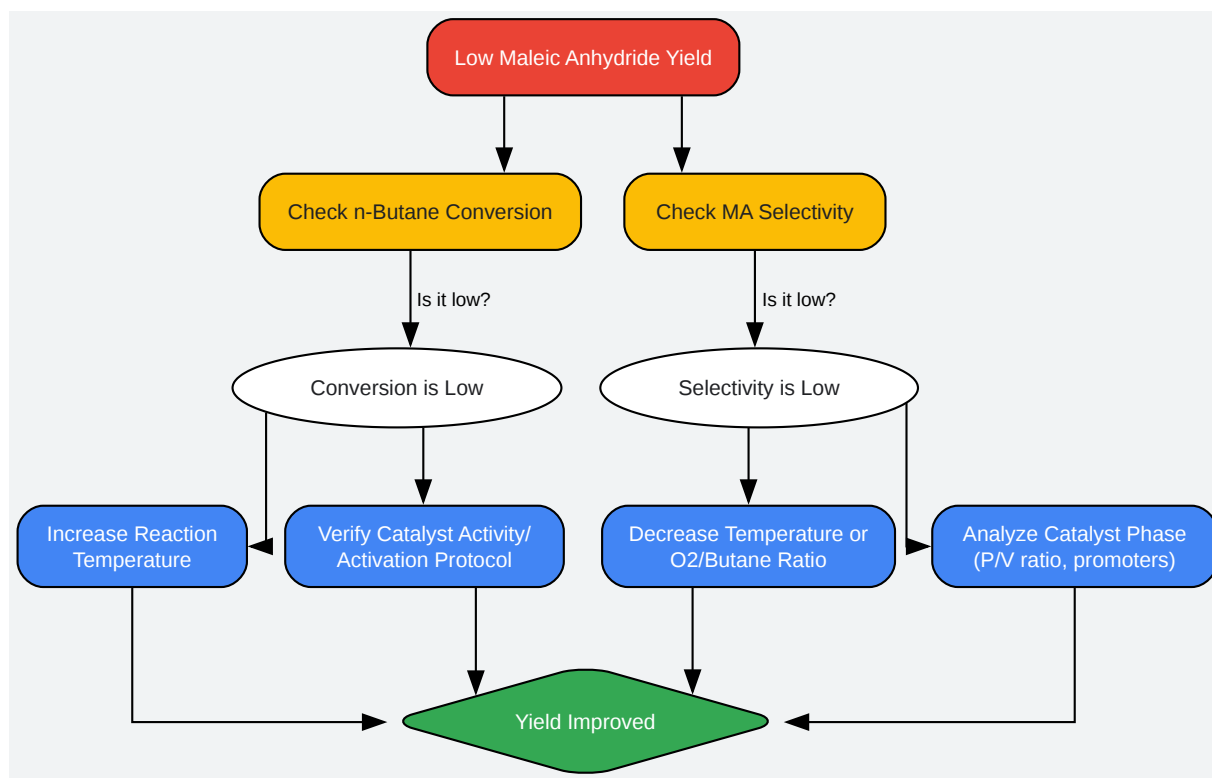 Low Maleic Anhydride Yield
Check n-Butane Conversion
Check MA Selectivity
Is it low?
Is it low?
Conversion is Low
Selectivity is Low
Increase Reaction
Temperature
Verify Catalyst Activity/
Activation Protocol
Decrease Temperature or
O2/Butane Ratio
Analyze Catalyst Phase
(P/V ratio, promoters)
Yield Improved